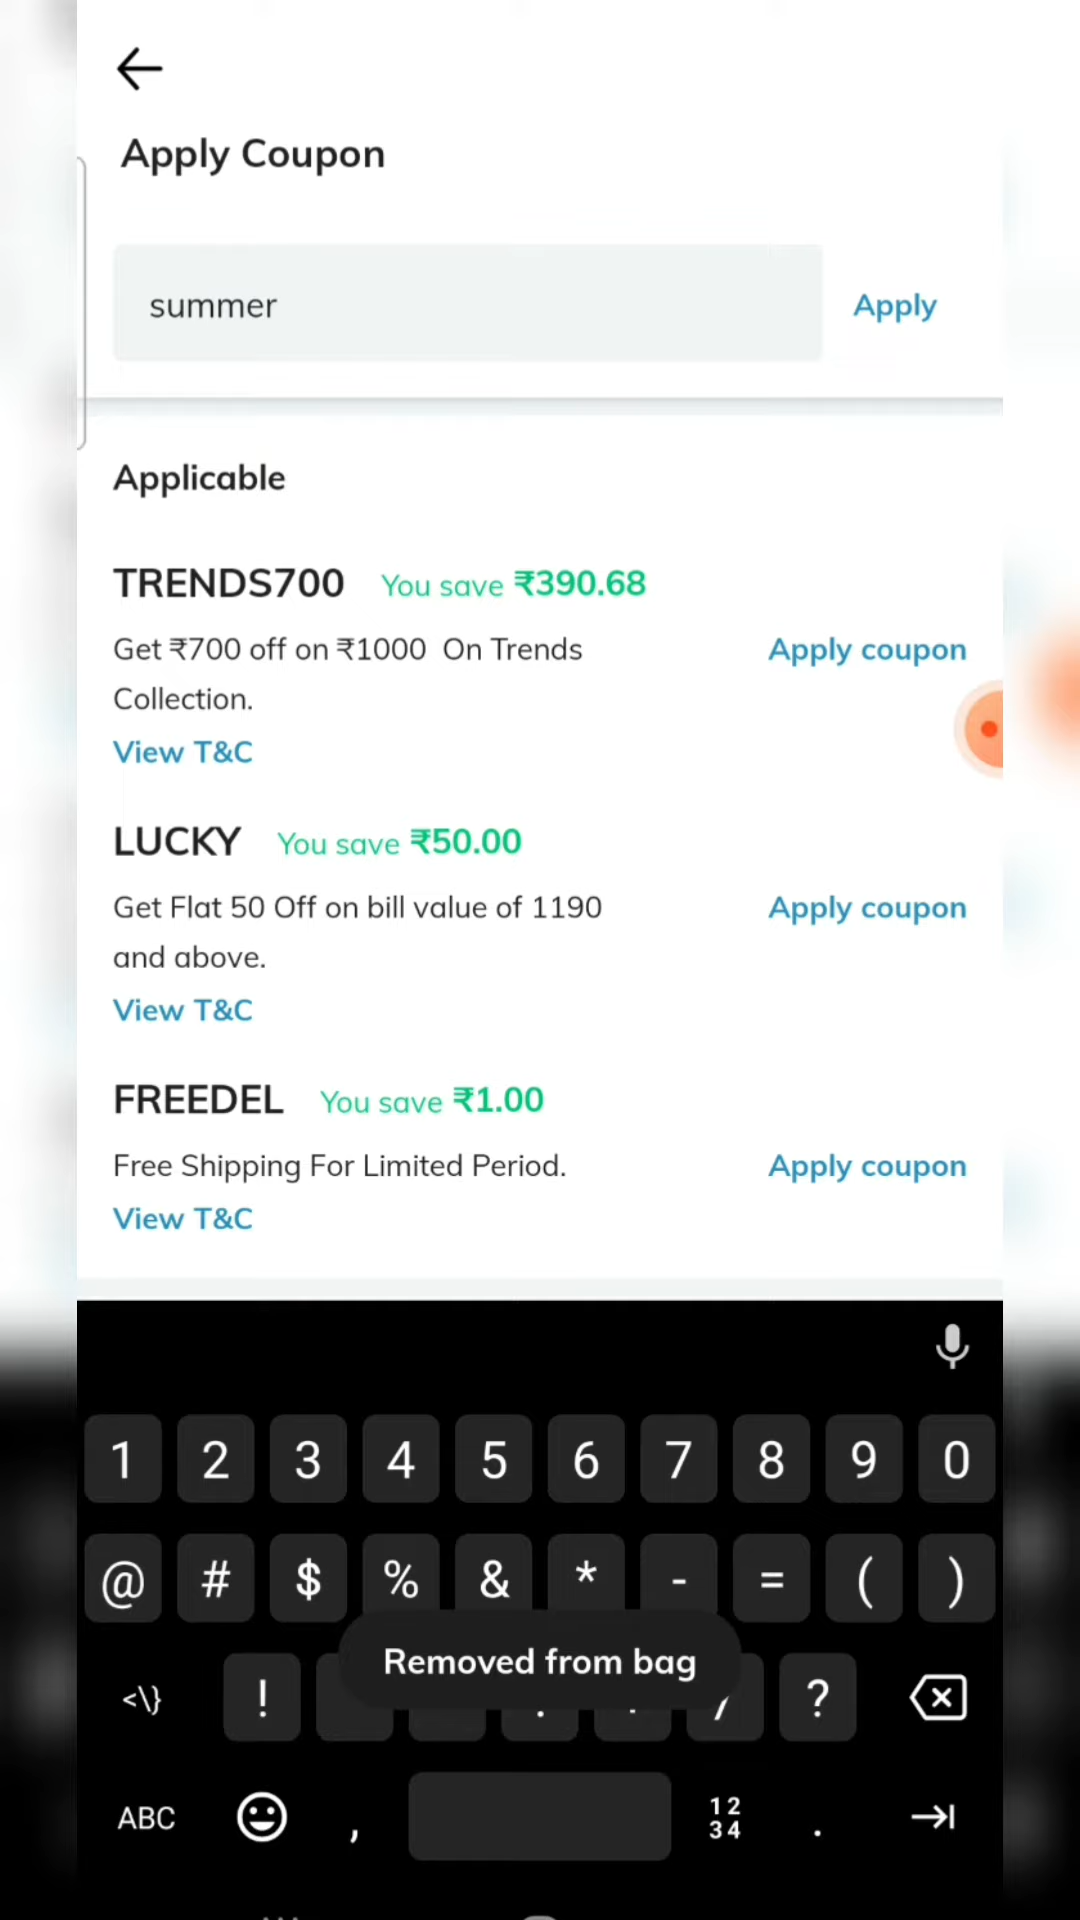 Apply Coupon
summer Apply
Applicable
TRENDS700 You save ₹390.68
Get ₹700 off on ₹1000 On Trends Apply coupon
Collection.
View T&C
LUCKY You save ₹50.00
Get Flat 50 Off on bill value of 1190 Apply coupon
and above.
View T&C
FREEDEL You save ₹1.00
Free Shipping For Limited Period. Apply coupon
View T&C
1 2 3 4 5 6 7 8 9 0
@ # $ % & * - = ( )
Removed from bag
<\} ! / ?
ABC , 12 .
34